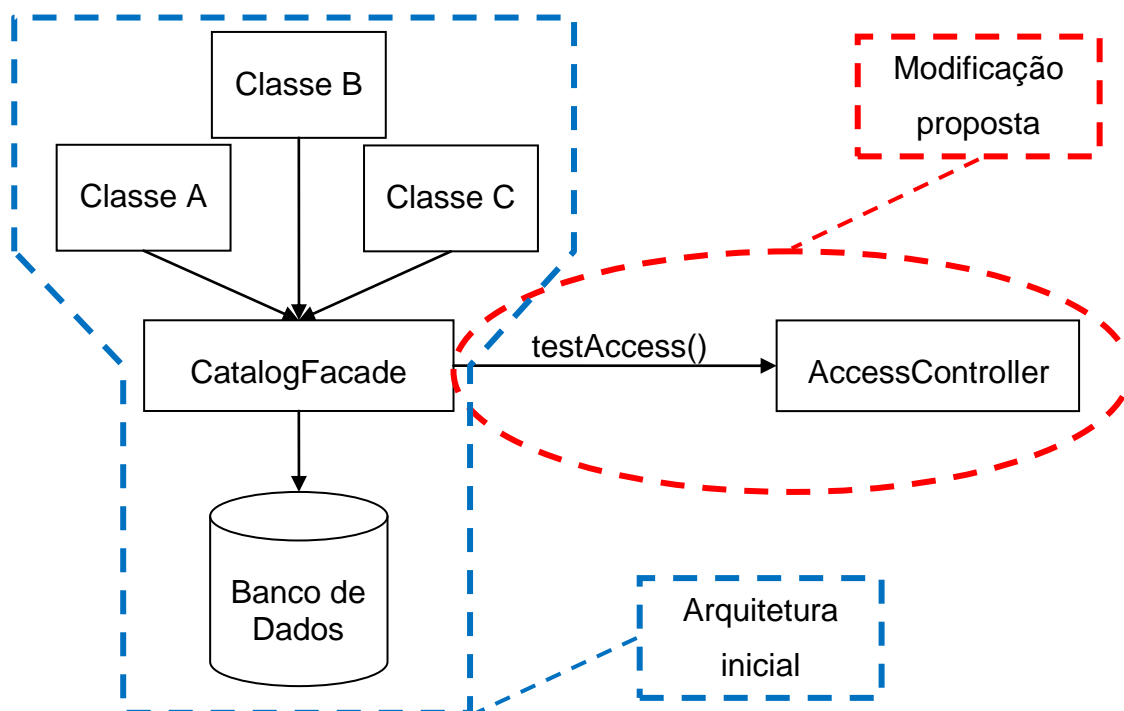 Classe B
Modificação
proposta
Classe A
Classe C
testAccess()
CatalogFacade
AccessController
Banco de
Dados
Arquitetura
inicial